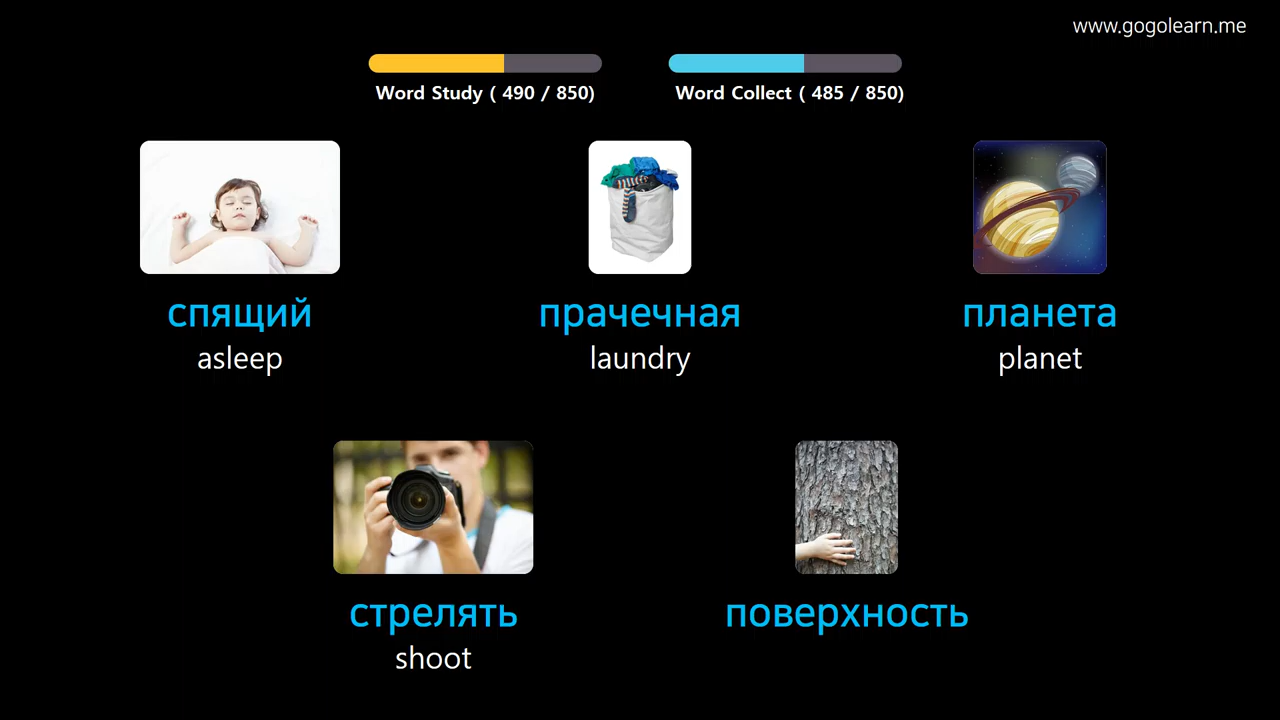 www.gogolearn.me
Word Study ( 490 / 850)
Word Collect ( 485 / 850)
спящий
asleep
прачечная
laundry
планета
planet
стрелять
shoot
поверхность